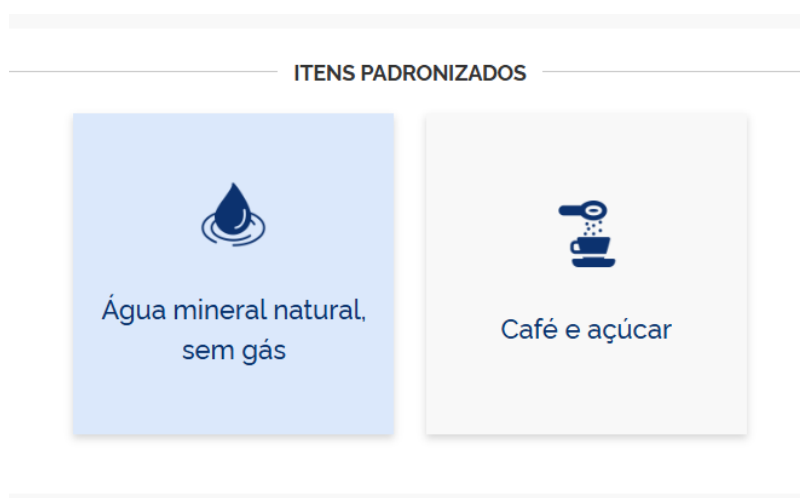 ITENS PADRONIZADOS
Água mineral natural,
sem gás
Café e açúcar